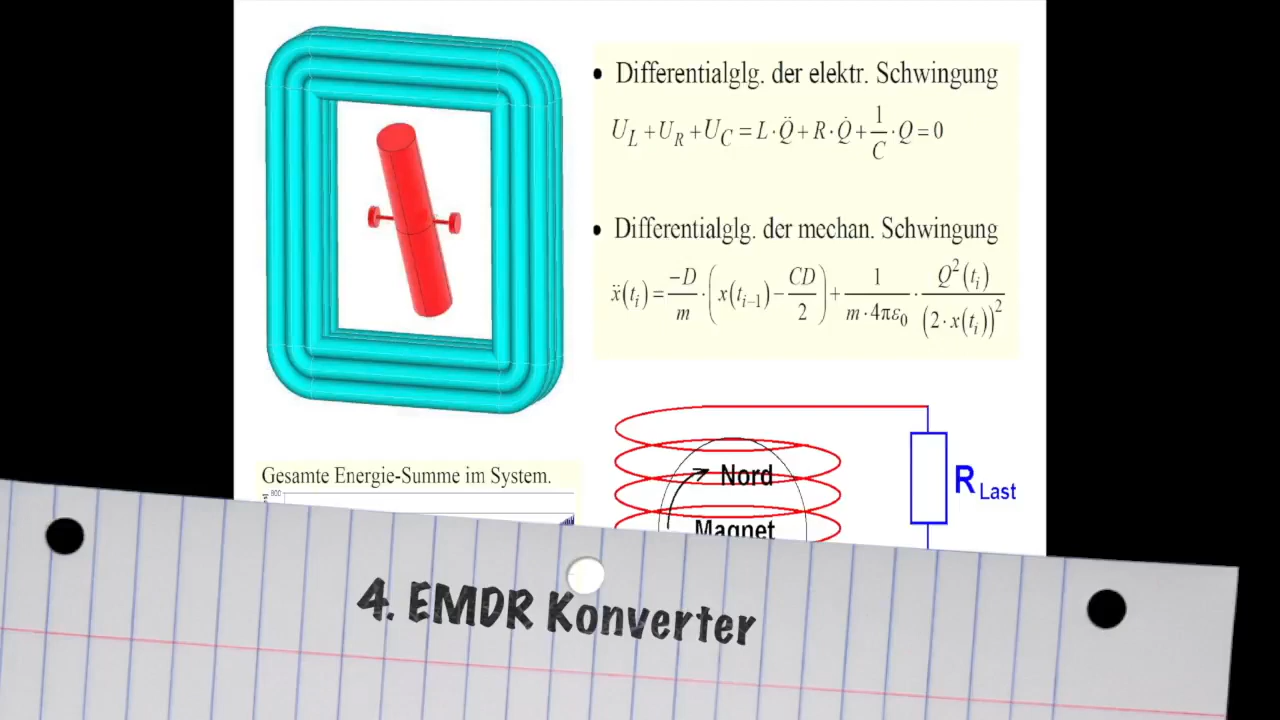 • Differentialglg. der elektr. Schwingung
U_L + U_R + U_C = L · Q̈ + R · Q̇ + 1/C · Q = 0
• Differentialglg. der mechan. Schwingung
ẍ(t_i) = −D/m · (x(t_{i−1}) − CD/2) + 1/(m · 4πε_0) · Q²(t_i)/(2 · x(t_i))²
Gesamte Energie-Summe im System.
800
Nord
Magnet
R_Last
4. EMDR Konverter